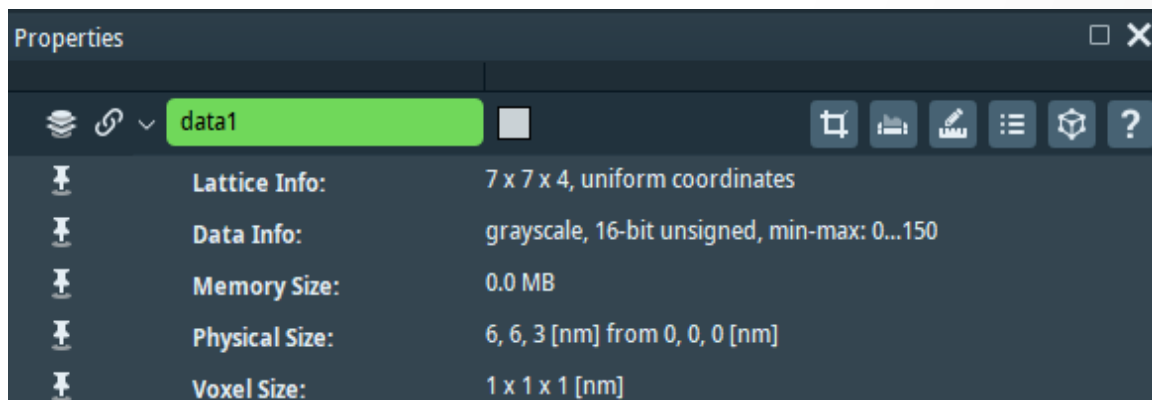 Properties
data1
?
Lattice Info: 7 x 7 x 4, uniform coordinates
Data Info: grayscale, 16-bit unsigned, min-max: 0...150
Memory Size: 0.0 MB
Physical Size: 6, 6, 3 [nm] from 0, 0, 0 [nm]
Voxel Size: 1 x 1 x 1 [nm]